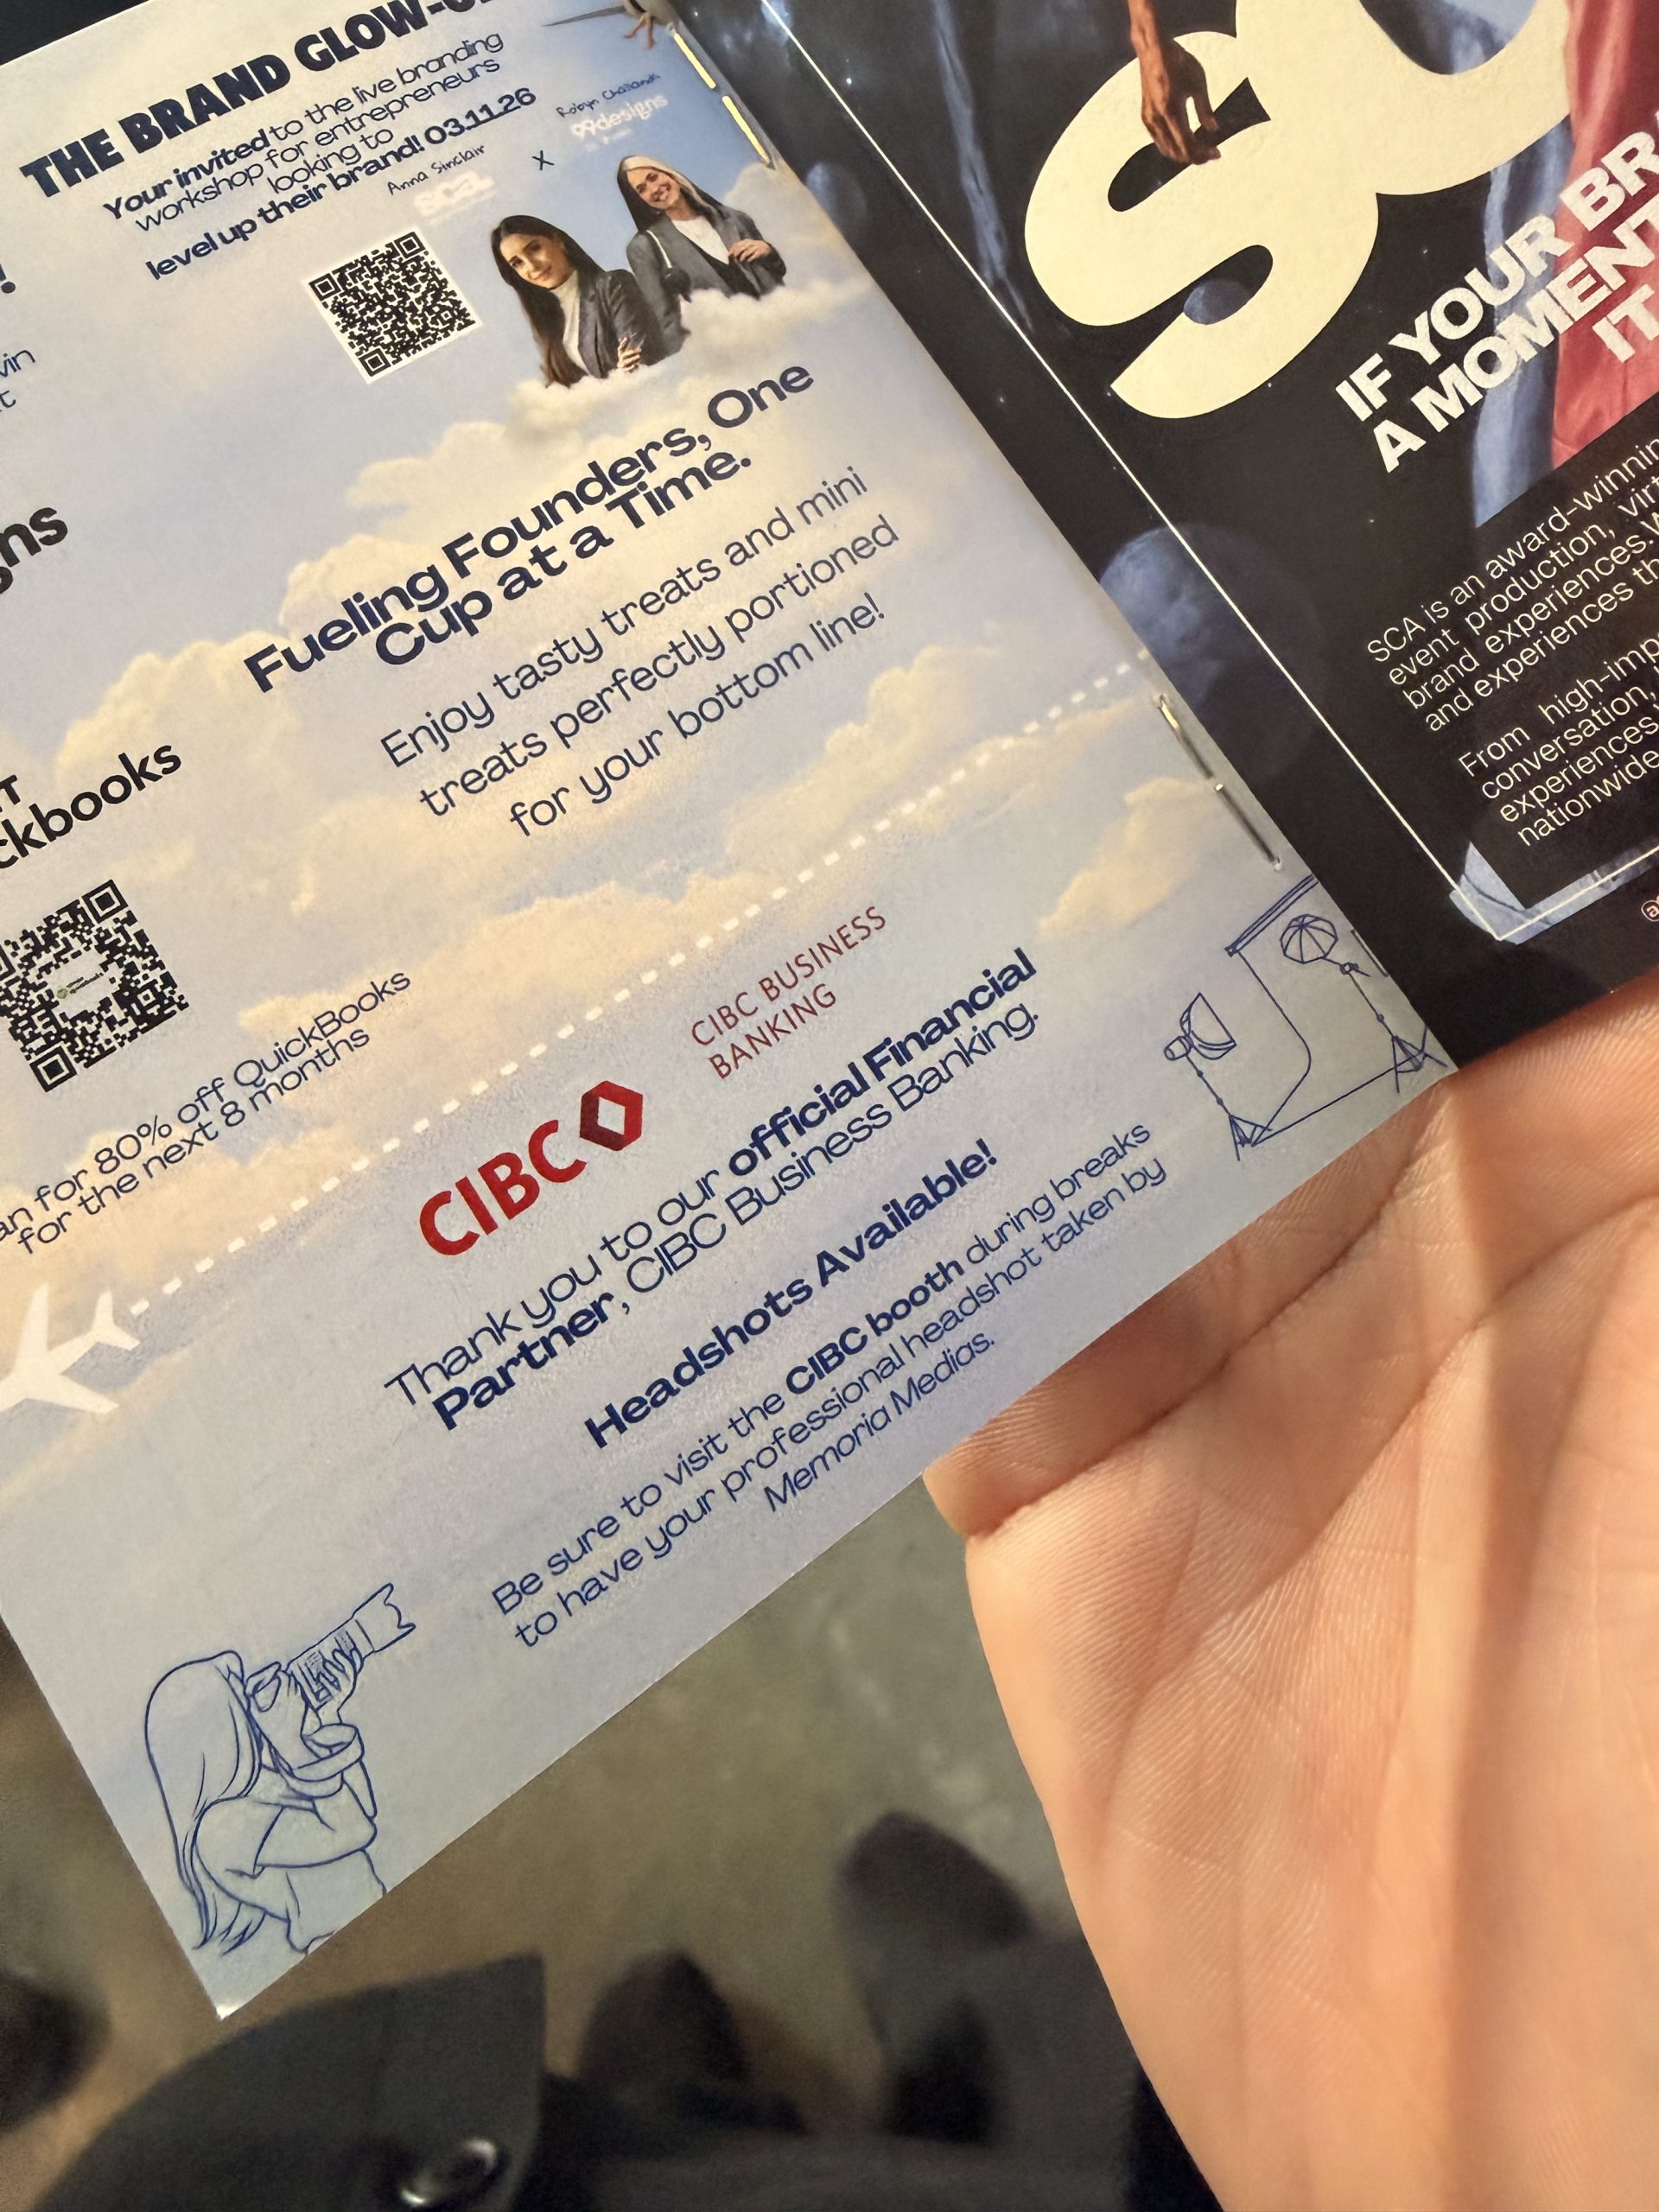 THE BRAND GLOW-U
Your invited to the live branding
workshop for entrepreneurs
looking to
level up their brand! 03.11.26
Anna Sinclair
sca
x
Robyn
99designs
!
vin
t
ns
T
ckbooks
an for 80% off QuickBooks
for the next 8 months
Fueling Founders, One
Cup at a Time.
Enjoy tasty treats and mini
treats perfectly portioned
for your bottom line!
CIBC
CIBC BUSINESS
BANKING
Thank you to our official Financial
Partner, CIBC Business Banking.
Headshots Available!
Be sure to visit the CIBC booth during breaks
to have your professional headshot taken by
Memoria Medias.
sc
IF YOUR BRA
A MOMENT
IT
SCA is an award-winning
event production, virt
brand experiences. W
and experiences th
From high-imp
conversation,
experiences
nationwide